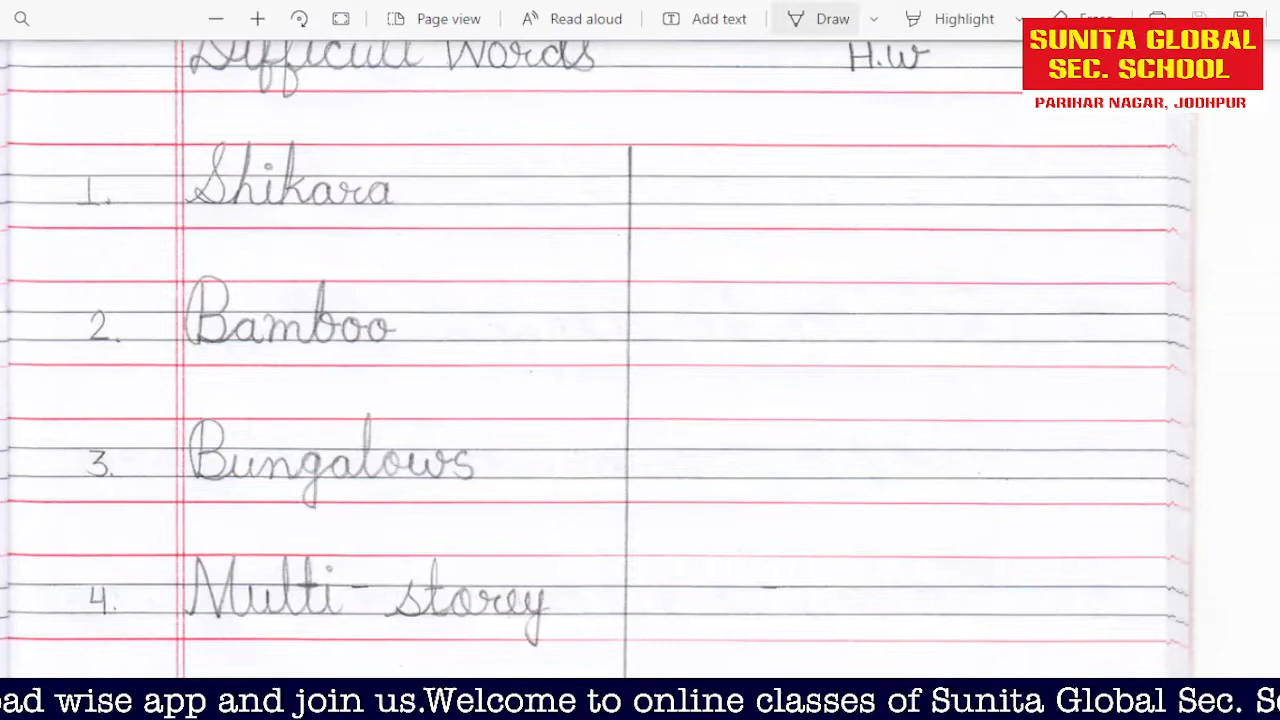 Page view
Read aloud
Add text
Draw
Highlight
SUNITA GLOBAL
SEC. SCHOOL
PARIHAR NAGAR, JODHPUR
Difficult Words H.W
1. Shikara
2. Bamboo
3. Bungalows
4. Multi-storey
wise app and join us.Welcome to online classes of Sunita Global Sec.